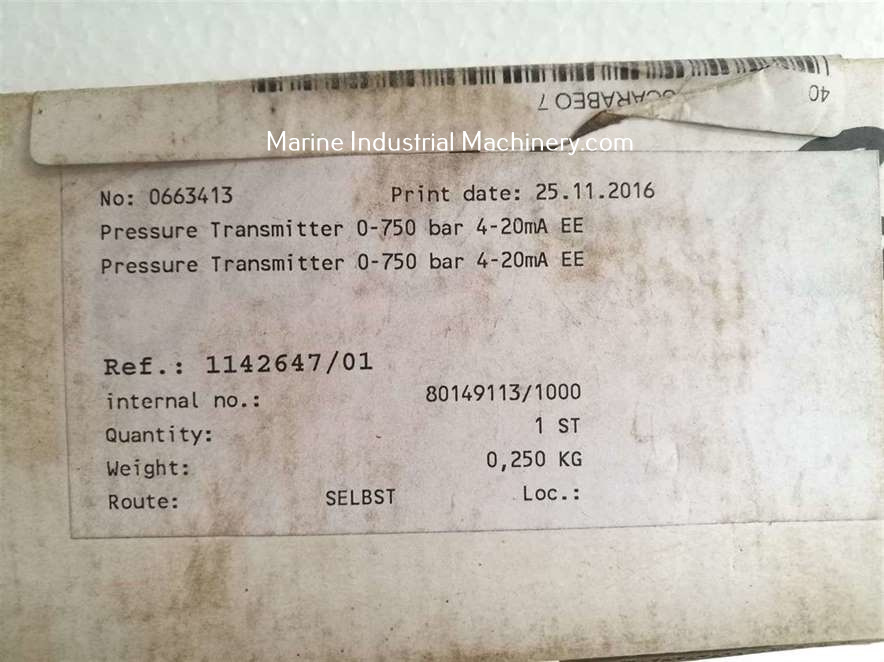 40
SCARABEO 7
Marine Industrial Machinery.com
No: 0663413 Print date: 25.11.2016
Pressure Transmitter 0-750 bar 4-20mA EE
Pressure Transmitter 0-750 bar 4-20mA EE
Ref.: 1142647/01
internal no.: 80149113/1000
Quantity: 1 ST
Weight: 0,250 KG
Route: SELBST Loc.: